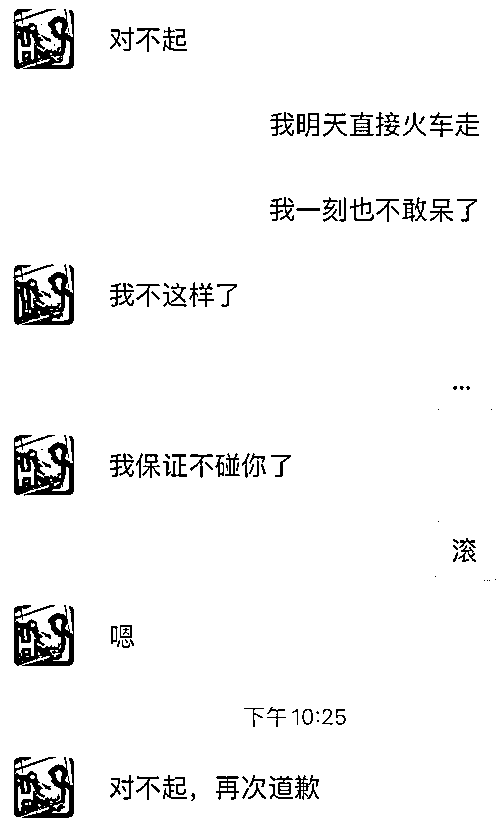 对不起
我明天直接火车走
我一刻也不敢呆了
我不这样了
...
我保证不碰你了
滚
嗯
下午10:25
对不起，再次道歉